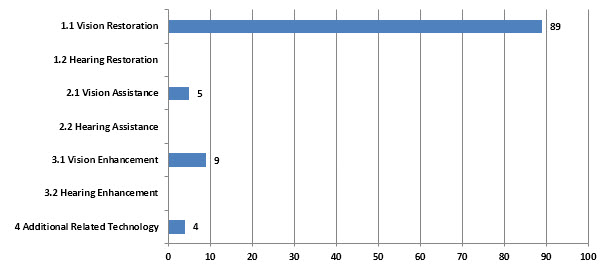 1.1 Vision Restoration 89
1.2 Hearing Restoration
2.1 Vision Assistance 5
2.2 Hearing Assistance
3.1 Vision Enhancement 9
3.2 Hearing Enhancement
4 Additional Related Technology 4
0 10 20 30 40 50 60 70 80 90 100